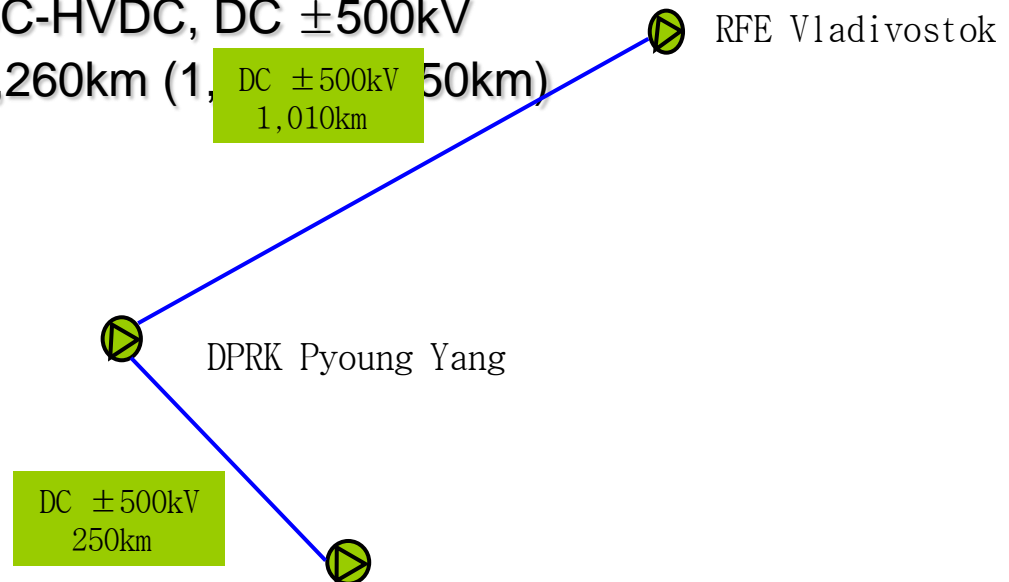 C-HVDC, DC ±500kV
,260km (1, 50km)
DC ±500kV
1,010km
RFE Vladivostok
DPRK Pyoung Yang
DC ±500kV
250km